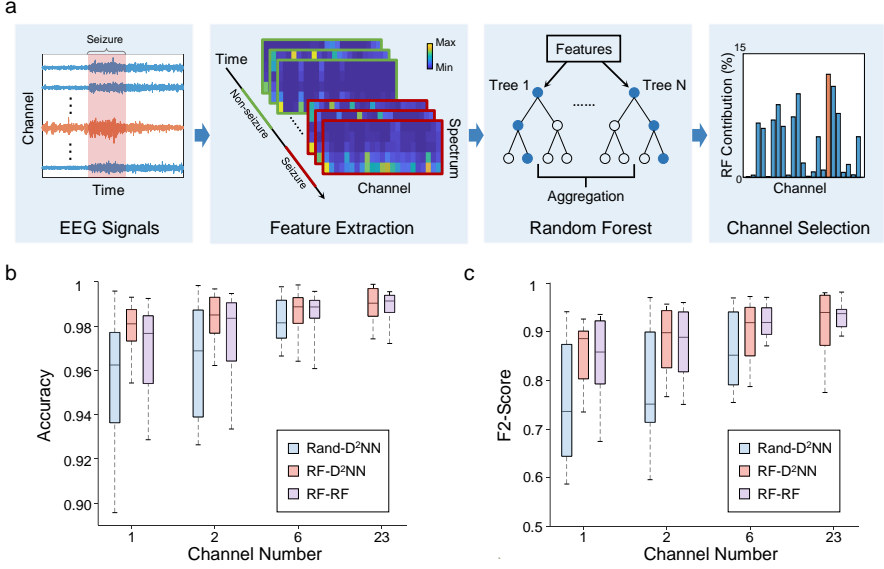 a
Seizure
Channel
Time
EEG Signals
Time
Non-seizure
Seizure
Max
Min
Spectrum
Channel
Feature Extraction
Features
Tree 1
Tree N
Aggregation
Random Forest
15
RF Contribution (%)
0
Channel
Channel Selection
b
1
0.98
0.96
0.94
0.92
0.90
Accuracy
Rand-D²NN
RF-D²NN
RF-RF
1 2 6 23
Channel Number
c
1
0.9
0.8
0.7
0.6
0.5
F2-Score
Rand-D²NN
RF-D²NN
RF-RF
1 2 6 23
Channel Number